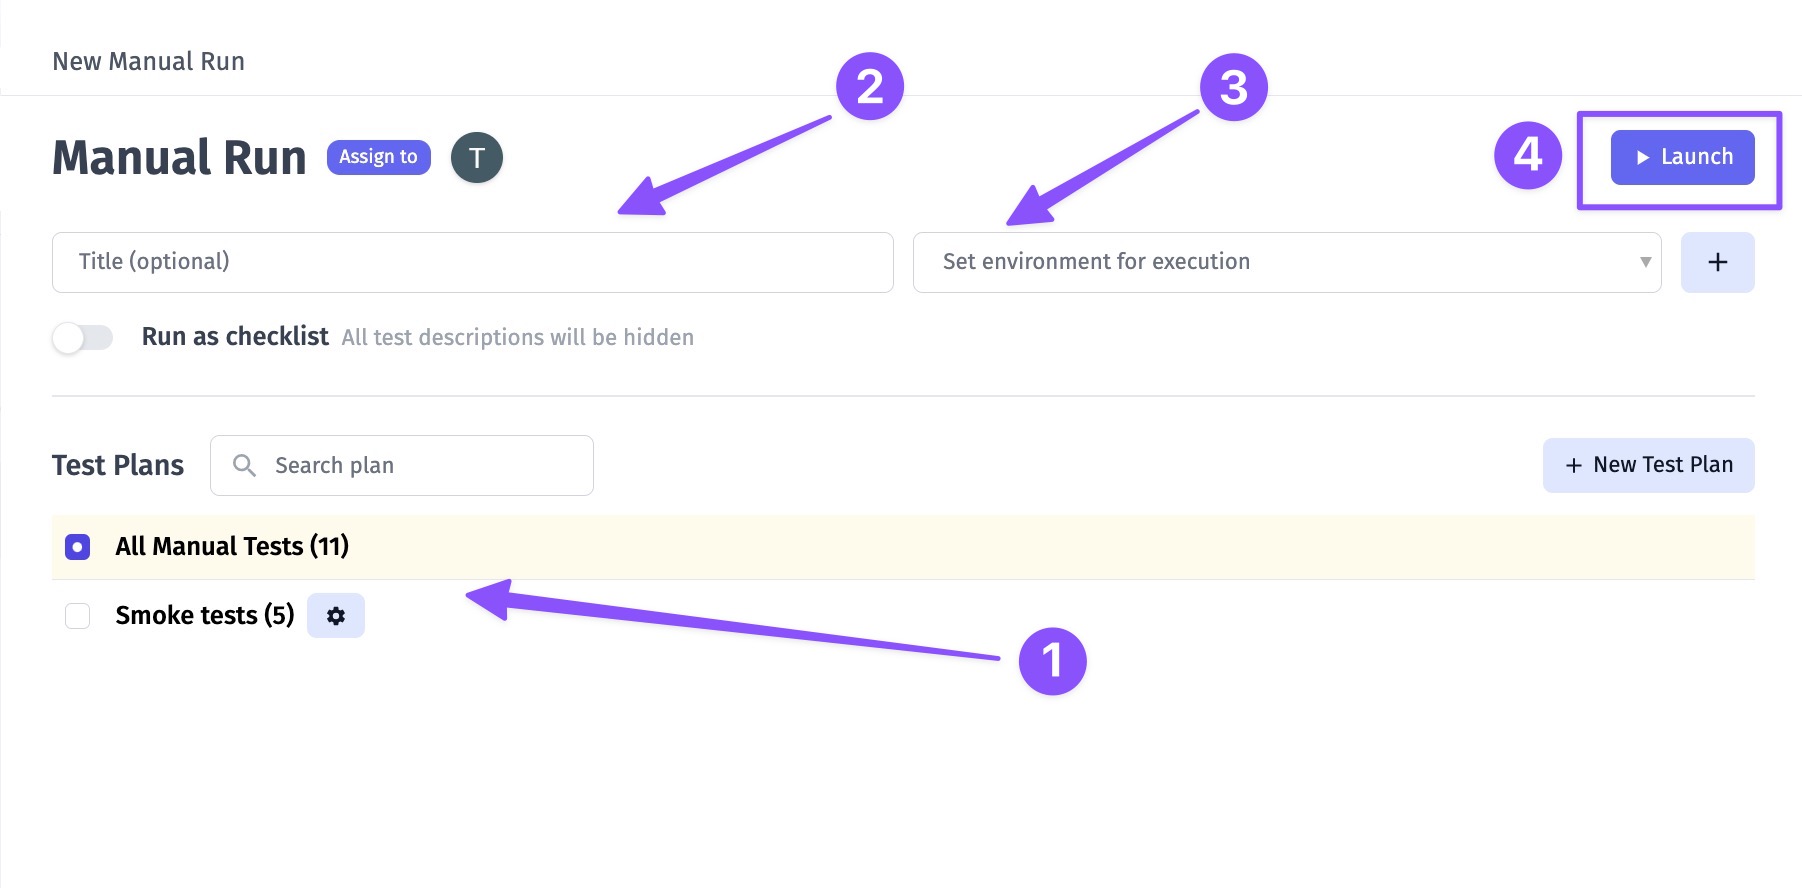 New Manual Run
2
3
Manual Run Assign to T
4
Launch
Title (optional)
Set environment for execution
+
Run as checklist All test descriptions will be hidden
Test Plans
Search plan
+ New Test Plan
All Manual Tests (11)
Smoke tests (5)
1